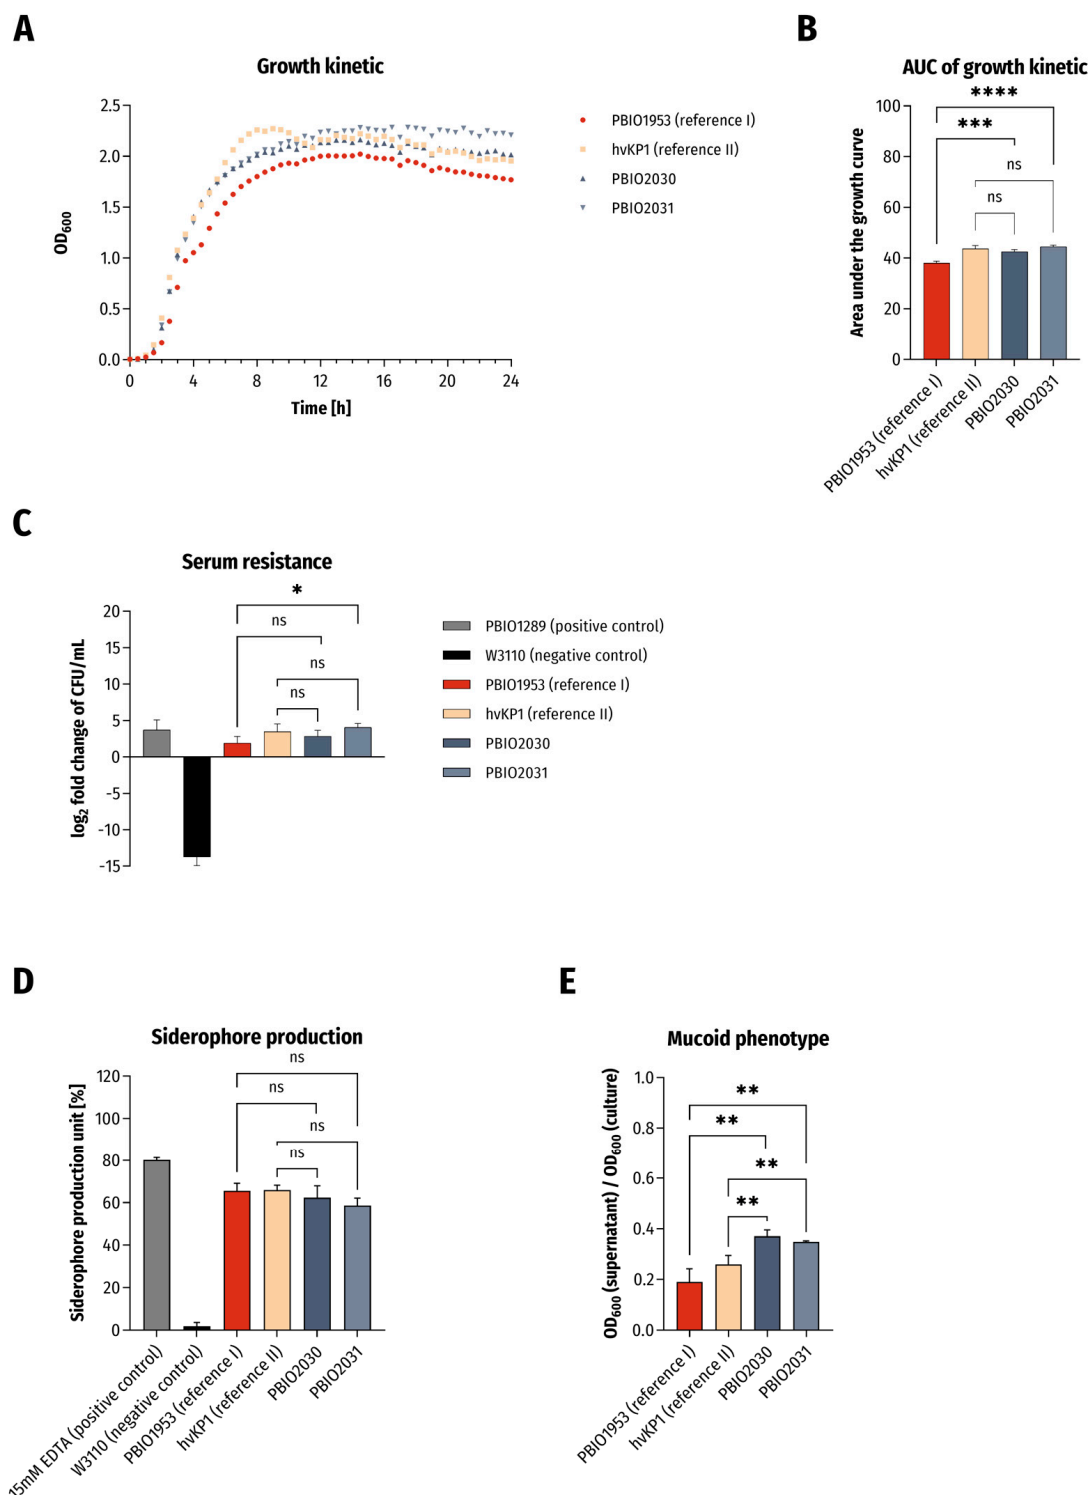 A
Growth kinetic
2.5
2.0
1.5
1.0
0.5
0.0
OD600
0 4 8 12 16 20 24
Time [h]
PBIO1953 (reference I)
hvKP1 (reference II)
PBIO2030
PBIO2031
B
AUC of growth kinetic
****
***
ns
ns
100
80
60
40
20
0
Area under the growth curve
PBIO1953 (reference I)
hvKP1 (reference II)
PBIO2030
PBIO2031
C
Serum resistance
*
ns
ns
ns
20
15
10
5
0
-5
-10
-15
log2 fold change of CFU/mL
PBIO1289 (positive control)
W3110 (negative control)
PBIO1953 (reference I)
hvKP1 (reference II)
PBIO2030
PBIO2031
D
Siderophore production
ns
ns
ns
ns
120
100
80
60
40
20
0
Siderophore production unit [%]
15mM EDTA (positive control)
W3110 (negative control)
PBIO1953 (reference I)
hvKP1 (reference II)
PBIO2030
PBIO2031
E
Mucoid phenotype
**
**
**
**
1.0
0.8
0.6
0.4
0.2
0.0
OD600 (supernatant) / OD600 (culture)
PBIO1953 (reference I)
hvKP1 (reference II)
PBIO2030
PBIO2031